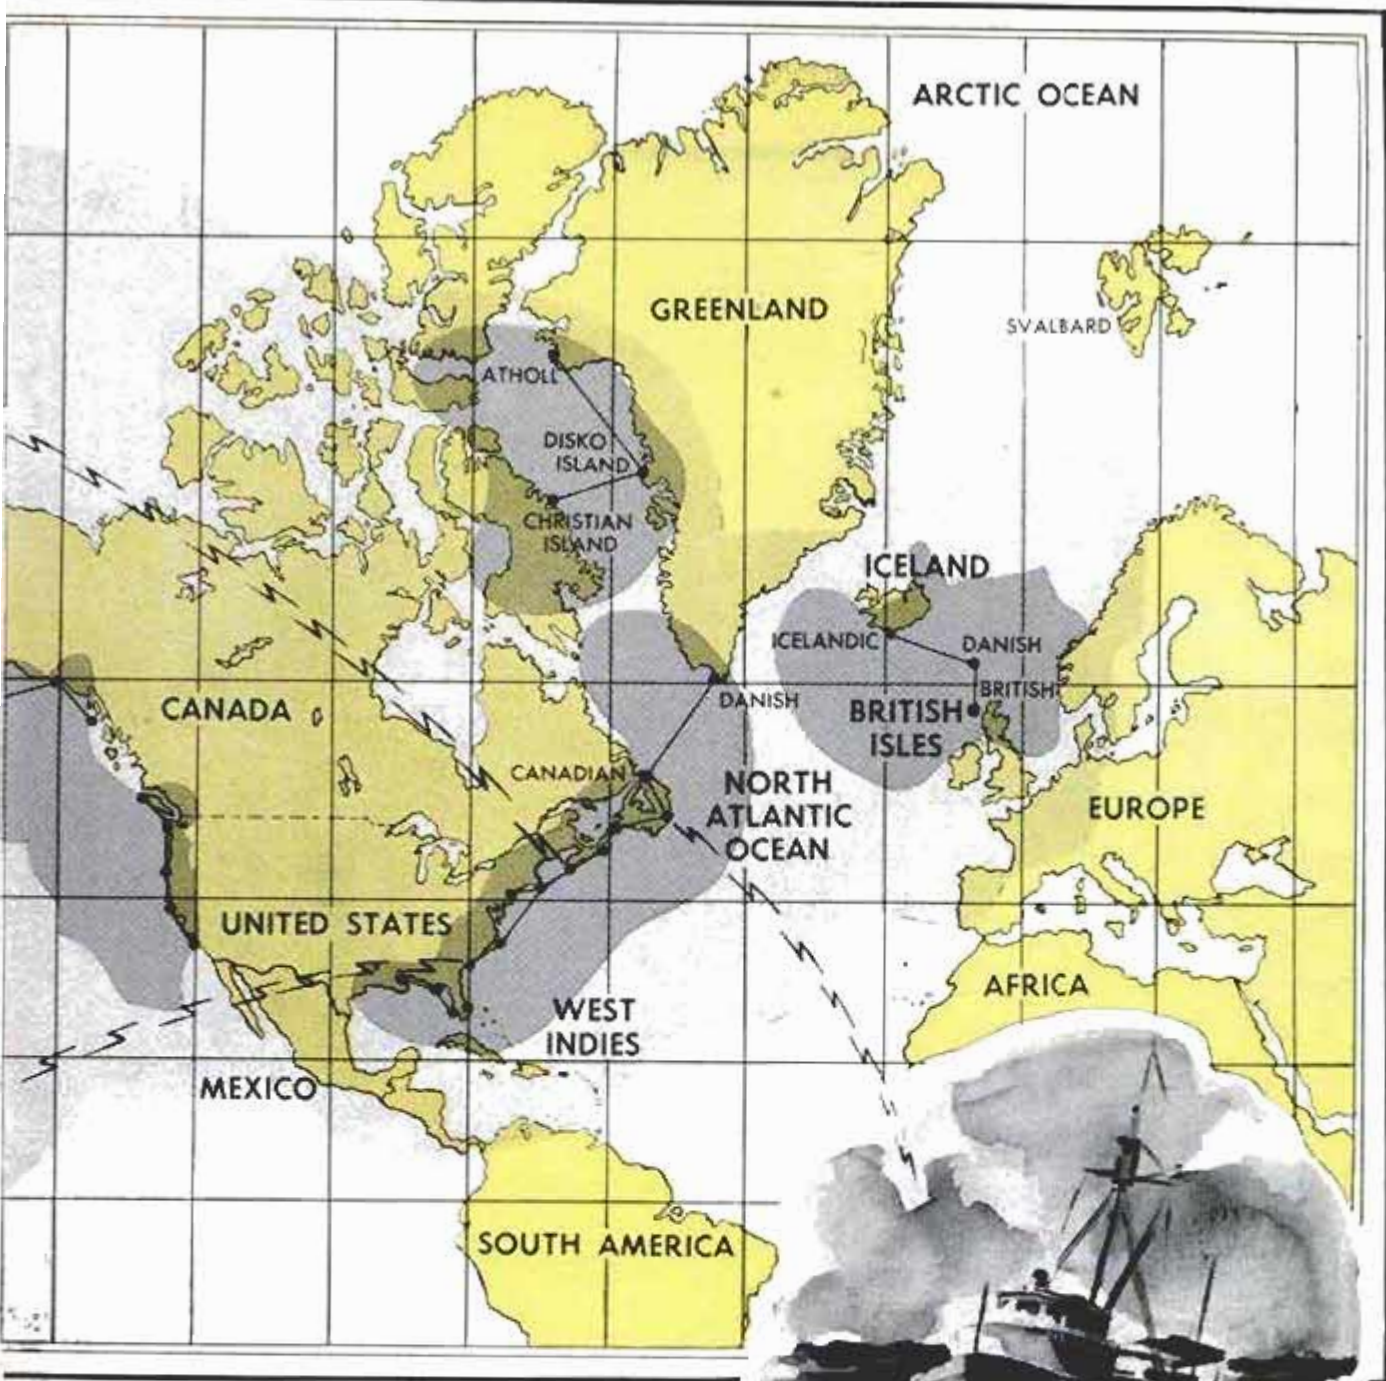 ARCTIC OCEAN
GREENLAND
SVALBARD
ATHOLL
DISKO
ISLAND
CHRISTIAN
ISLAND
ICELAND
ICELANDIC
DANISH
BRITISH
BRITISH
ISLES
DANISH
CANADA
CANADIAN
NORTH
ATLANTIC
OCEAN
EUROPE
UNITED STATES
AFRICA
WEST
INDIES
MEXICO
SOUTH AMERICA